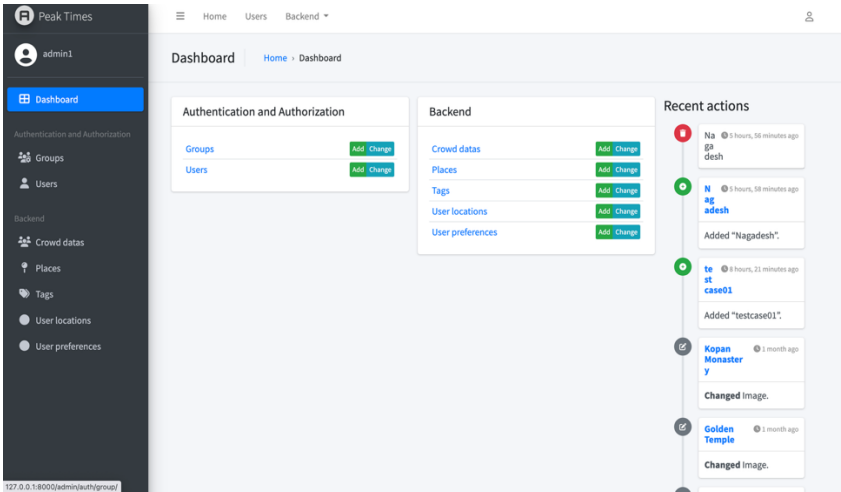 Peak Times
Home Users Backend
admin1
Dashboard Home › Dashboard
Dashboard
Authentication and Authorization
Groups
Users
Backend
Crowd datas
Places
Tags
User locations
User preferences
127.0.0.1:8000/admin/auth/group/
Authentication and Authorization
Groups Add Change
Users Add Change
Backend
Crowd datas Add Change
Places Add Change
Tags Add Change
User locations Add Change
User preferences Add Change
Recent actions
Na 5 hours, 56 minutes ago
ga
desh
N 5 hours, 58 minutes ago
ag
adesh
Added “Nagadesh”.
te 8 hours, 21 minutes ago
st
case01
Added “testcase01”.
Kopan 1 month ago
Monaster
y
Changed Image.
Golden 1 month ago
Temple
Changed Image.